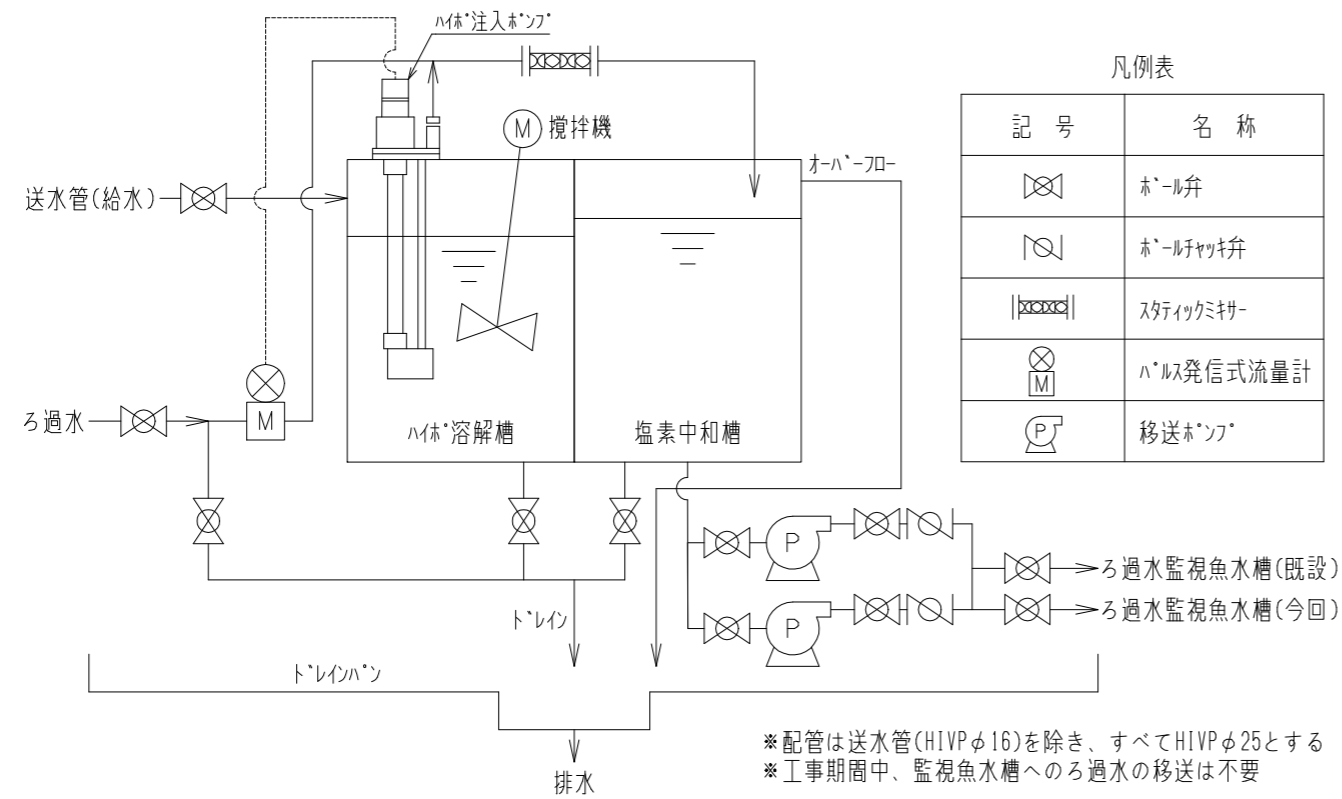 ハイポ注入ポンプ
M 撹拌機
オーバーフロー
送水管(給水)
ろ過水
M
ハイポ溶解槽
塩素中和槽
P
P
ろ過水監視魚水槽(既設)
ろ過水監視魚水槽(今回)
ドレイン
ドレインパン
排水
凡例表
記 号 名 称
ボール弁
ボールチャッキ弁
スタティックミキサー
M パルス発信式流量計
P 移送ポンプ
※配管は送水管(HIVPφ16)を除き、すべてHIVPφ25とする
※工事期間中、監視魚水槽へのろ過水の移送は不要